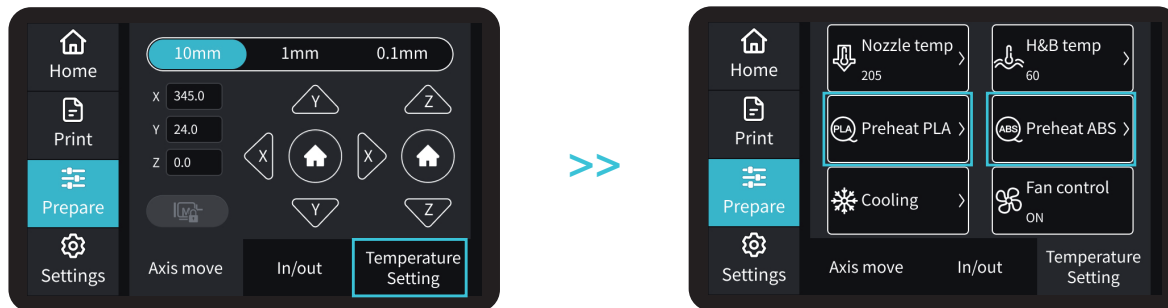 Home
Print
Prepare
Settings
10mm 1mm 0.1mm
X 345.0
Y 24.0
Z 0.0
Y
Z
X
X
Y
Z
M
Axis move
In/out
Temperature
Setting
>>
Home
Print
Prepare
Settings
Nozzle temp
205
H&B temp
60
PLA Preheat PLA
ABS Preheat ABS
Cooling
Fan control
ON
Axis move
In/out
Temperature
Setting